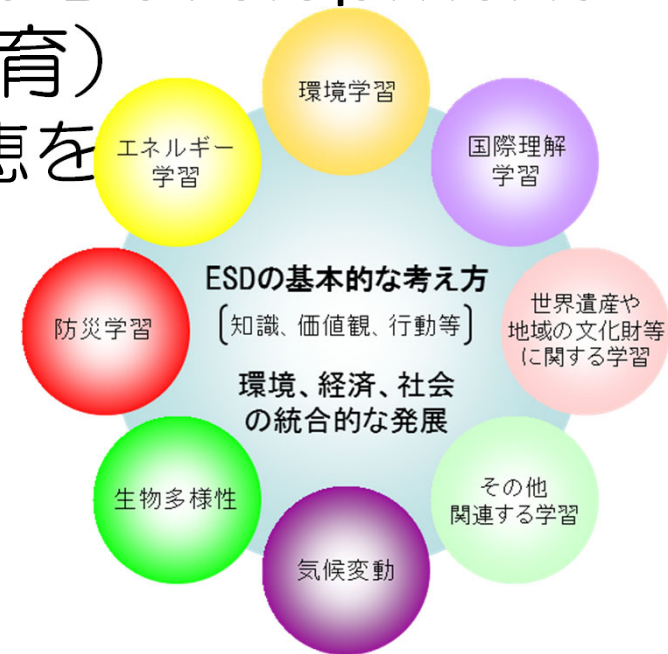 育）
恵を
環境学習
エネルギー
学習
国際理解
学習
ESDの基本的な考え方
［知識、価値観、行動等］
環境、経済、社会
の統合的な発展
防災学習
世界遺産や
地域の文化財等
に関する学習
生物多様性
その他
関連する学習
気候変動